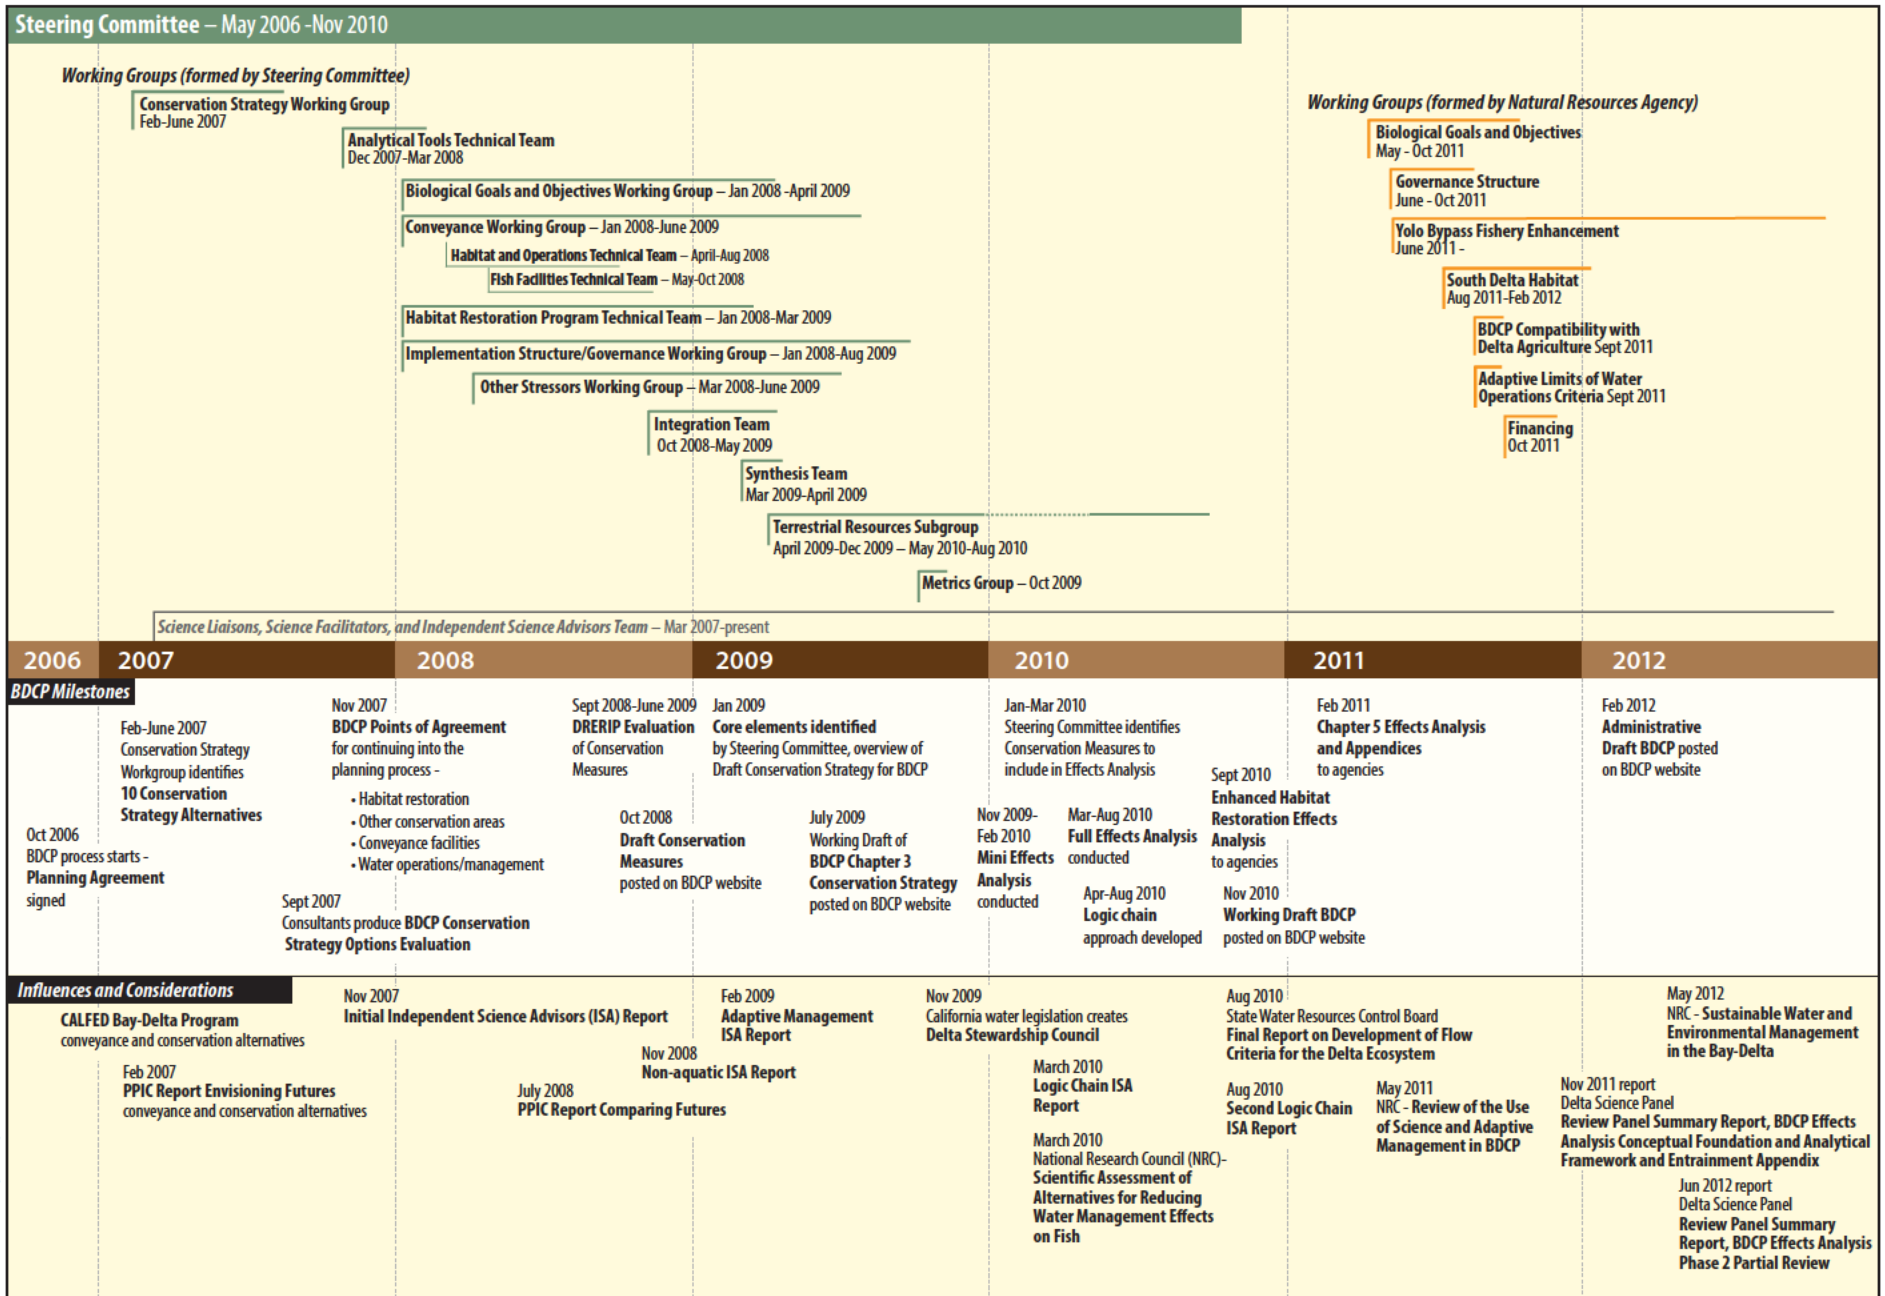 Steering Committee – May 2006 -Nov 2010
Working Groups (formed by Steering Committee)
Conservation Strategy Working Group
Feb-June 2007
Analytical Tools Technical Team
Dec 2007-Mar 2008
Biological Goals and Objectives Working Group – Jan 2008 -April 2009
Conveyance Working Group – Jan 2008-June 2009
Habitat and Operations Technical Team – April-Aug 2008
Fish Facilities Technical Team – May-Oct 2008
Habitat Restoration Program Technical Team – Jan 2008-Mar 2009
Implementation Structure/Governance Working Group – Jan 2008-Aug 2009
Other Stressors Working Group – Mar 2008-June 2009
Integration Team
Oct 2008-May 2009
Synthesis Team
Mar 2009-April 2009
Terrestrial Resources Subgroup
April 2009-Dec 2009 – May 2010-Aug 2010
Metrics Group – Oct 2009
Working Groups (formed by Natural Resources Agency)
Biological Goals and Objectives
May - Oct 2011
Governance Structure
June - Oct 2011
Yolo Bypass Fishery Enhancement
June 2011 -
South Delta Habitat
Aug 2011-Feb 2012
BDCP Compatibility with
Delta Agriculture Sept 2011
Adaptive Limits of Water
Operations Criteria Sept 2011
Financing
Oct 2011
Science Liaisons, Science Facilitators, and Independent Science Advisors Team – Mar 2007-present
2006 2007 2008 2009 2010 2011 2012
BDCP Milestones
Oct 2006
BDCP process starts -
Planning Agreement
signed
Feb-June 2007
Conservation Strategy
Workgroup identifies
10 Conservation
Strategy Alternatives
Nov 2007
BDCP Points of Agreement
for continuing into the
planning process -
• Habitat restoration
• Other conservation areas
• Conveyance facilities
• Water operations/management
Sept 2007
Consultants produce BDCP Conservation
Strategy Options Evaluation
Sept 2008-June 2009
DRERIP Evaluation
of Conservation
Measures
Oct 2008
Draft Conservation
Measures
posted on BDCP website
Jan 2009
Core elements identified
by Steering Committee, overview of
Draft Conservation Strategy for BDCP
July 2009
Working Draft of
BDCP Chapter 3
Conservation Strategy
posted on BDCP website
Jan-Mar 2010
Steering Committee identifies
Conservation Measures to
include in Effects Analysis
Nov 2009-
Feb 2010
Mini Effects
Analysis
conducted
Mar-Aug 2010
Full Effects Analysis
conducted
Apr-Aug 2010
Logic chain
approach developed
Sept 2010
Enhanced Habitat
Restoration Effects
Analysis
to agencies
Nov 2010
Working Draft BDCP
posted on BDCP website
Feb 2011
Chapter 5 Effects Analysis
and Appendices
to agencies
Feb 2012
Administrative
Draft BDCP posted
on BDCP website
Influences and Considerations
CALFED Bay-Delta Program
conveyance and conservation alternatives
Feb 2007
PPIC Report Envisioning Futures
conveyance and conservation alternatives
Nov 2007
Initial Independent Science Advisors (ISA) Report
July 2008
PPIC Report Comparing Futures
Nov 2008
Non-aquatic ISA Report
Feb 2009
Adaptive Management
ISA Report
Nov 2009
California water legislation creates
Delta Stewardship Council
March 2010
Logic Chain ISA
Report
March 2010
National Research Council (NRC)-
Scientific Assessment of
Alternatives for Reducing
Water Management Effects
on Fish
Aug 2010
State Water Resources Control Board
Final Report on Development of Flow
Criteria for the Delta Ecosystem
Aug 2010
Second Logic Chain
ISA Report
May 2011
NRC - Review of the Use
of Science and Adaptive
Management in BDCP
May 2012
NRC - Sustainable Water and
Environmental Management
in the Bay-Delta
Nov 2011 report
Delta Science Panel
Review Panel Summary Report, BDCP Effects
Analysis Conceptual Foundation and Analytical
Framework and Entrainment Appendix
Jun 2012 report
Delta Science Panel
Review Panel Summary
Report, BDCP Effects Analysis
Phase 2 Partial Review